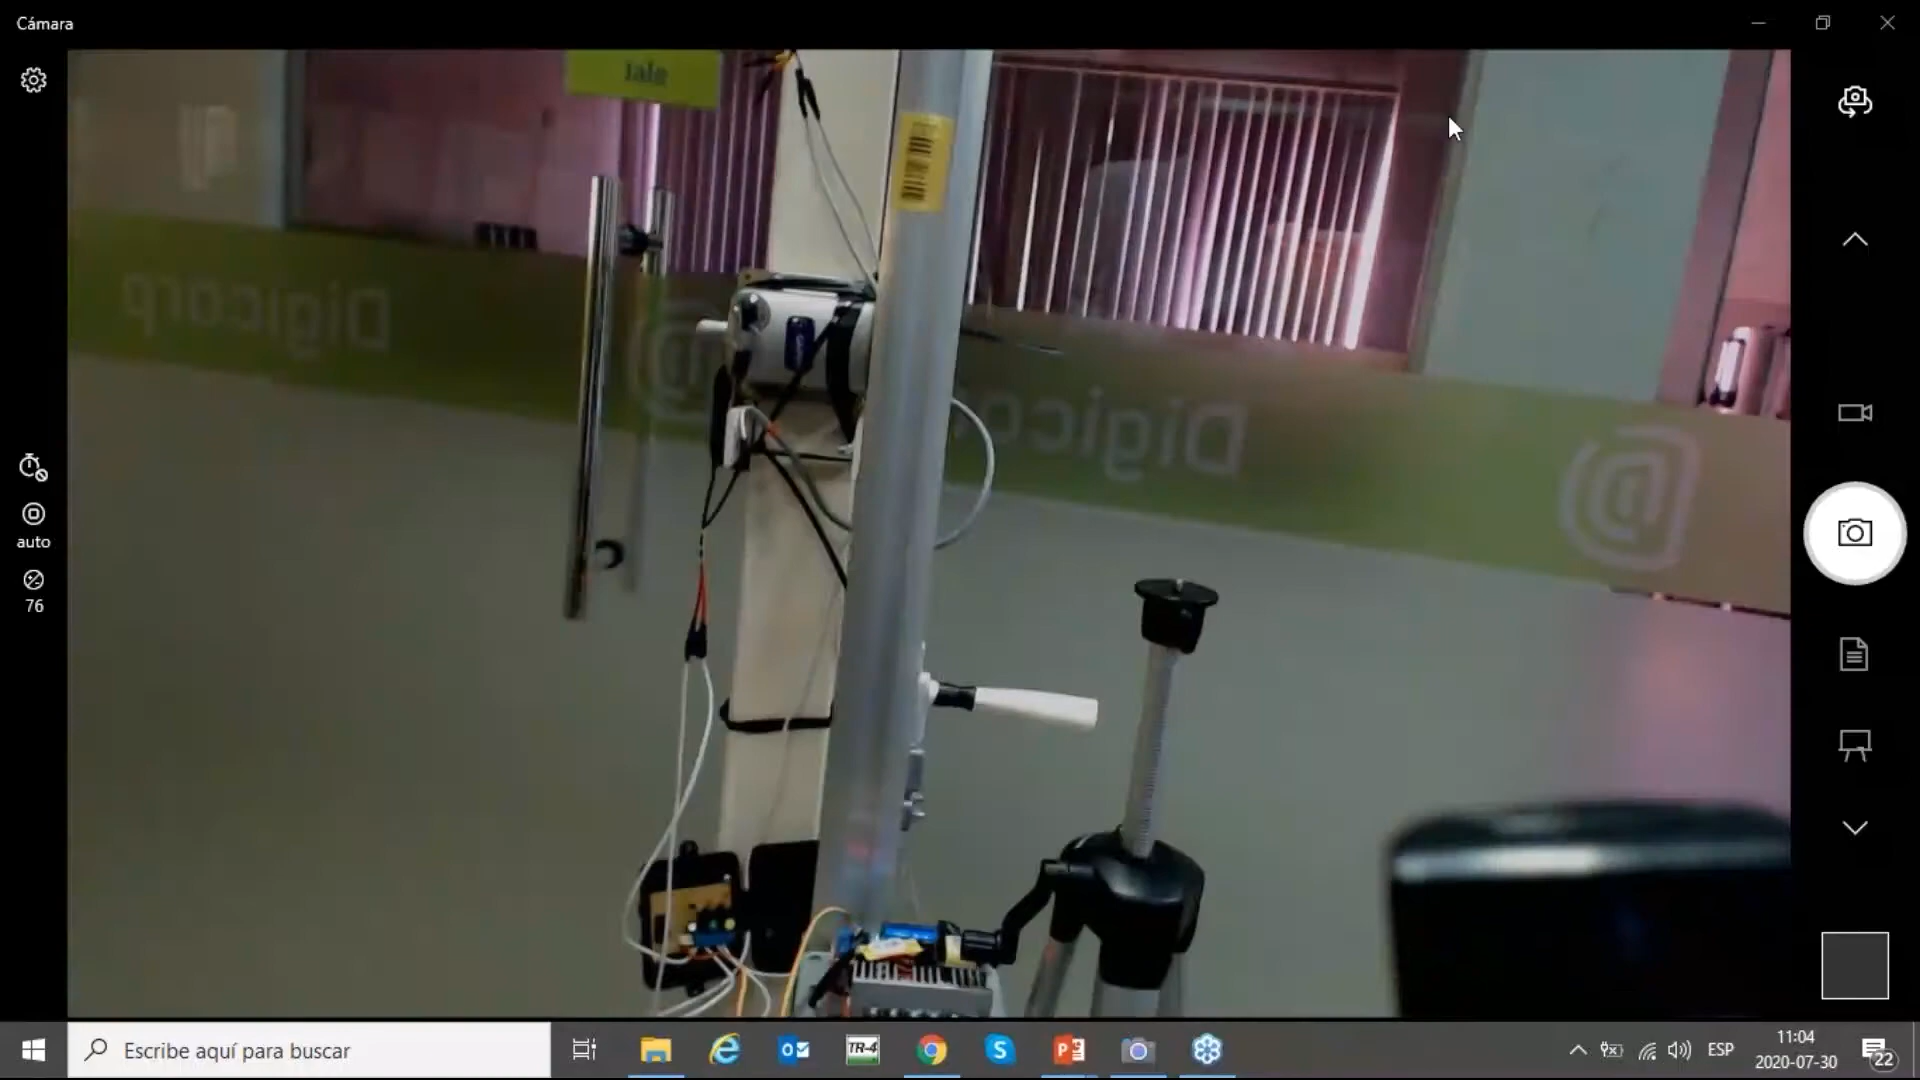 Cámara
Jale
Digicorp
Digicorp
auto
76
Escribe aquí para buscar
TR-4
ESP
11:04
2020-07-30
22